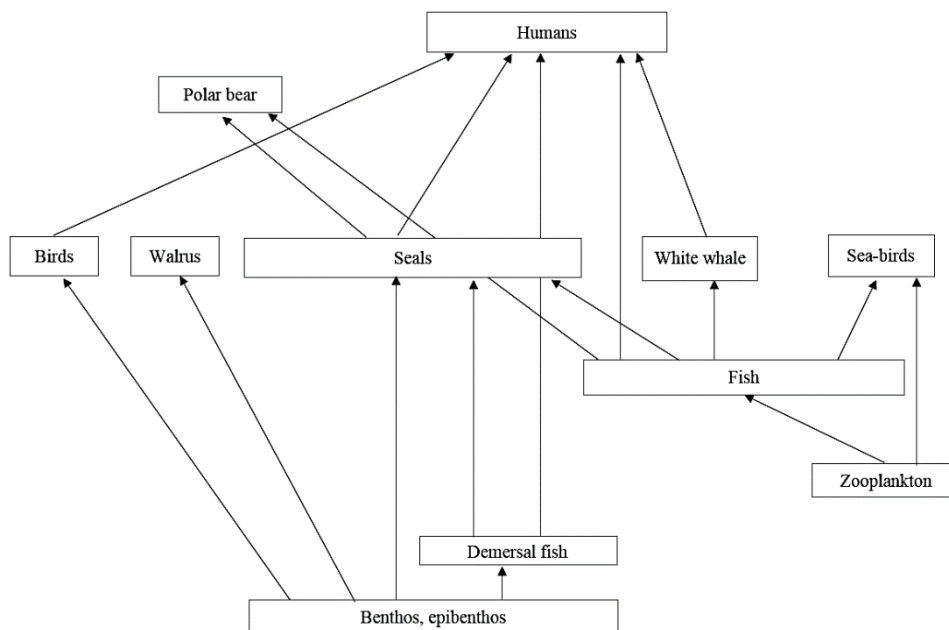 Humans
Polar bear
Birds
Walrus
Seals
White whale
Sea-birds
Fish
Zooplankton
Demersal fish
Benthos, epibenthos